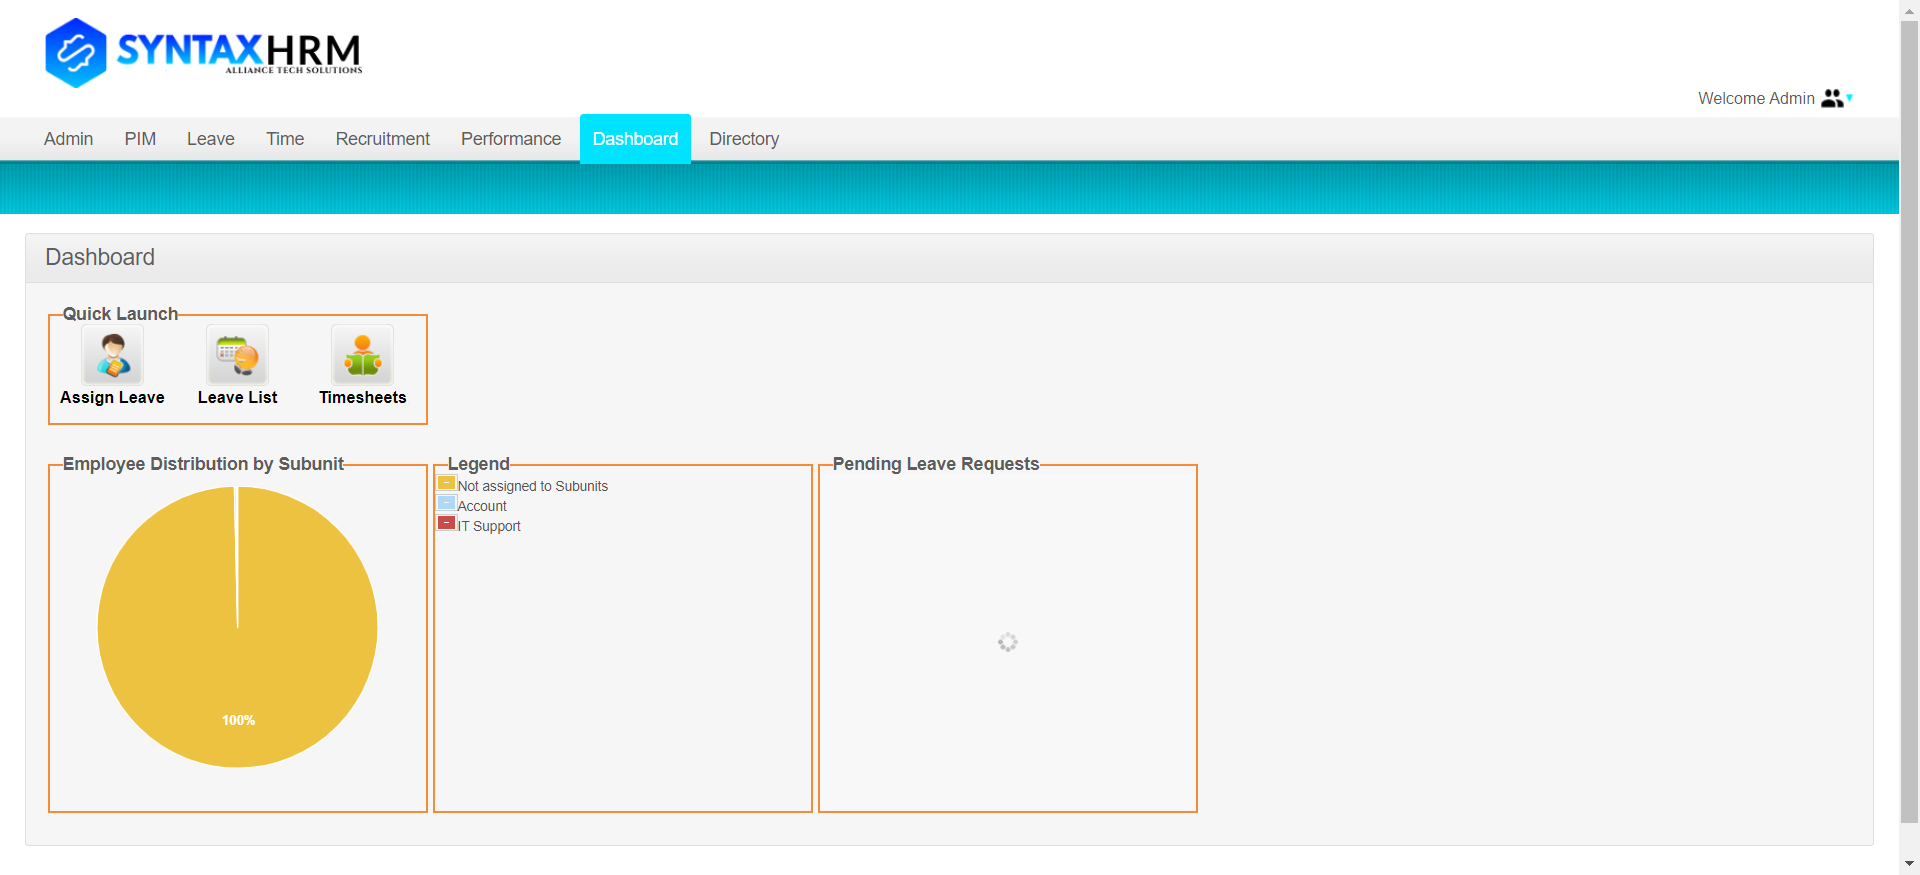 SYNTAXHRM
ALLIANCE TECH SOLUTIONS
Welcome Admin
Admin PIM Leave Time Recruitment Performance Dashboard Directory
Dashboard
Quick Launch
Assign Leave Leave List Timesheets
Employee Distribution by Subunit
100%
Legend
Not assigned to Subunits
Account
IT Support
Pending Leave Requests